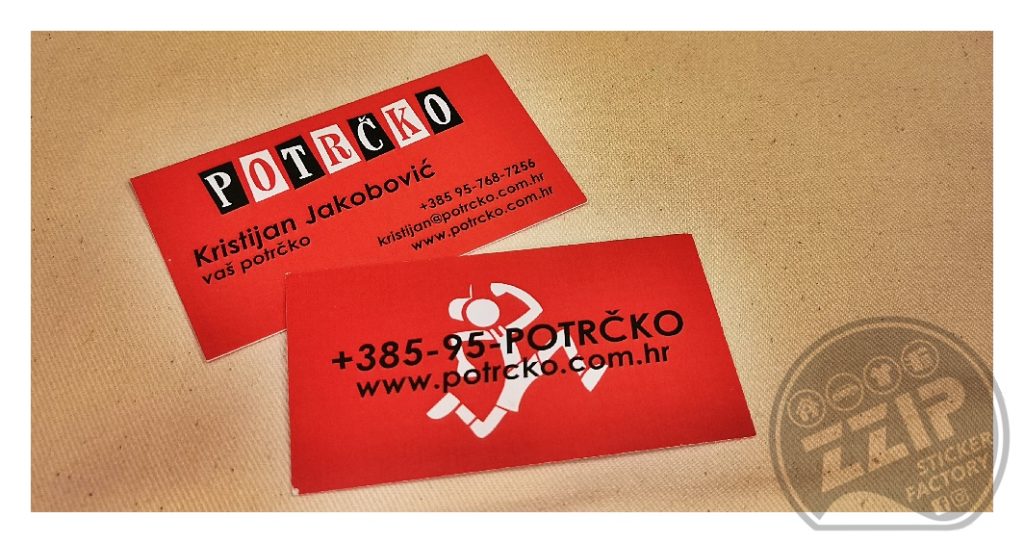 POTRČKO
Kristijan Jakobović
vaš potrčko
+385 95-768-7256
kristijan@potrcko.com.hr
www.potrcko.com.hr
+385-95-POTRČKO
www.potrcko.com.hr
ZZIP
STICKER
FACTORY